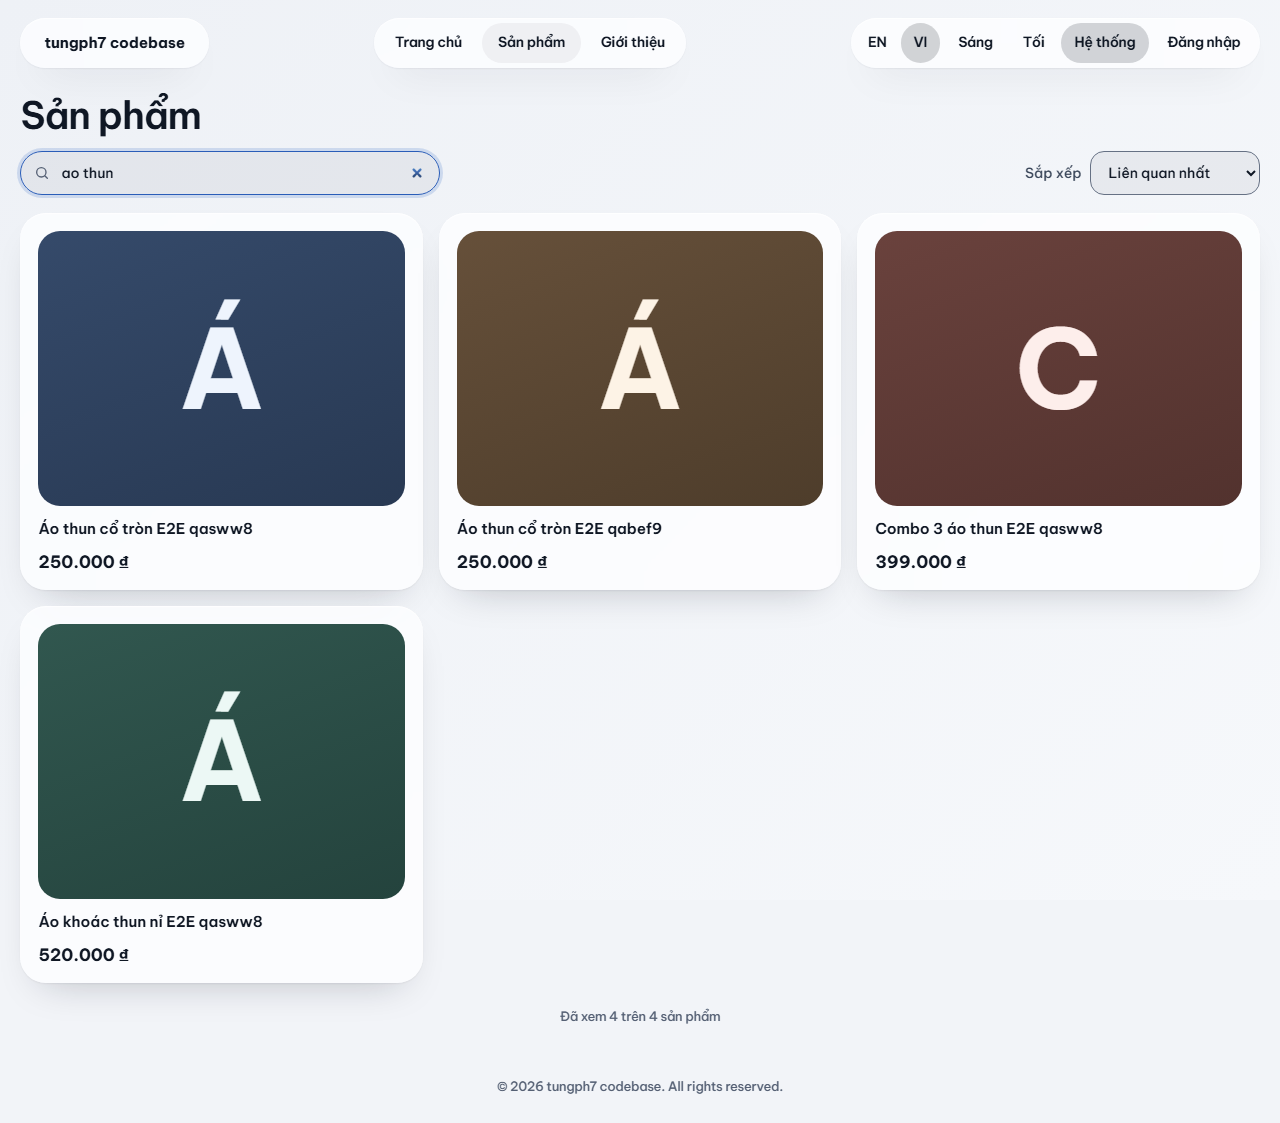 tungph7 codebase
Trang chủ Sản phẩm Giới thiệu
EN VI Sáng Tối Hệ thống Đăng nhập
Sản phẩm
ao thun
Sắp xếp Liên quan nhất
Á
Á
C
Áo thun cổ tròn E2E qasww8
250.000 ₫
Áo thun cổ tròn E2E qabef9
250.000 ₫
Combo 3 áo thun E2E qasww8
399.000 ₫
Á
Áo khoác thun nỉ E2E qasww8
520.000 ₫
Đã xem 4 trên 4 sản phẩm
© 2026 tungph7 codebase. All rights reserved.